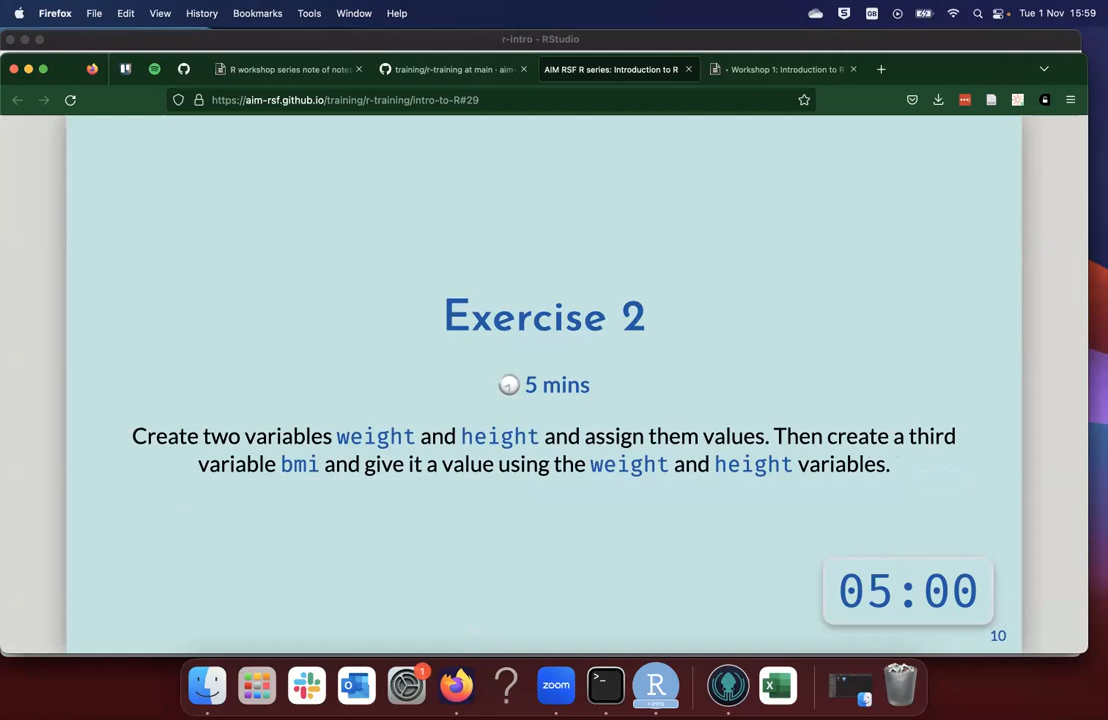 Firefox File Edit View History Bookmarks Tools Window Help Tue 1 Nov 15:59
r-intro - RStudio
R workshop series note of note training/r-training at main · aim- AIM RSF R series: Introduction to R Workshop 1: Introduction to R
https://aim-rsf.github.io/training/r-training/intro-to-R#29
Exercise 2
5 mins
Create two variables weight and height and assign them values. Then create a third
variable bmi and give it a value using the weight and height variables.
05:00
10
1
zoom
R
r-intro
X